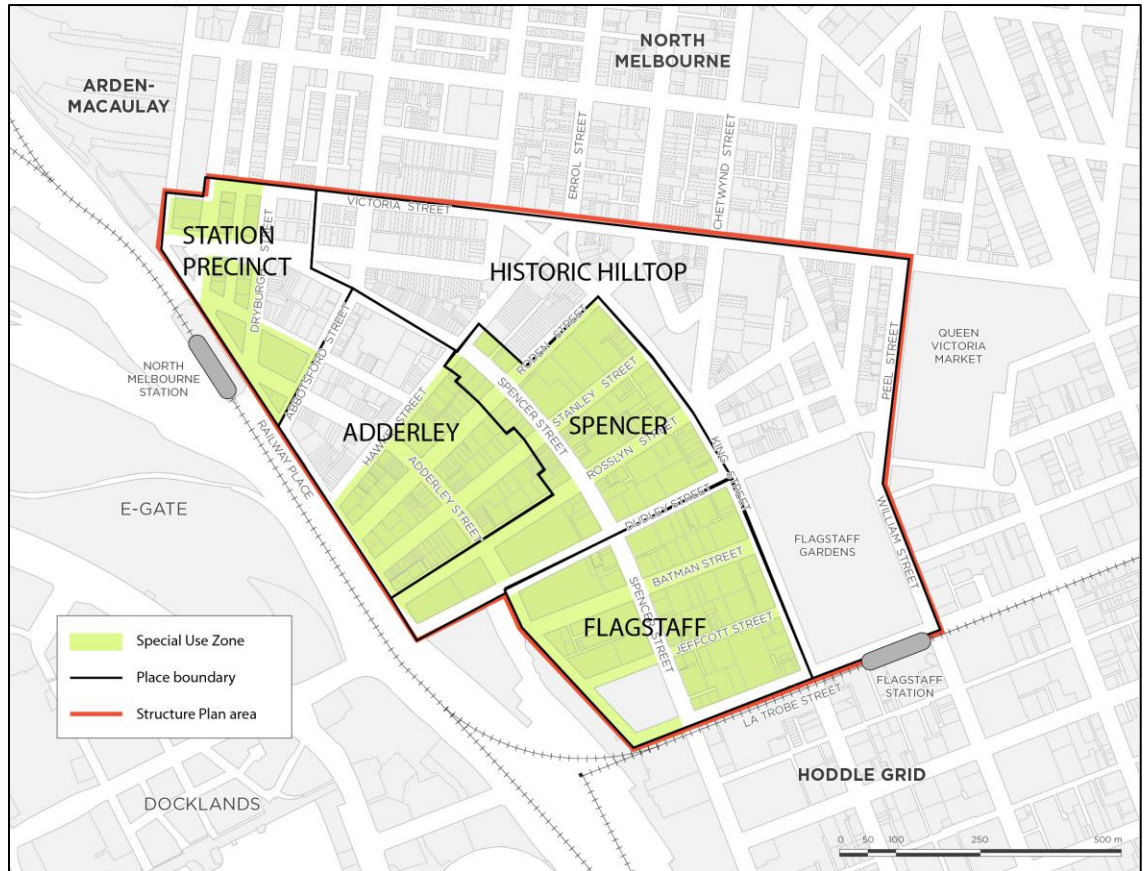 NORTH
MELBOURNE
ARDEN-
MACAULAY
ERROL STREET
CHETWYND STREET
VICTORIA STREET
STATION
PRECINCT
DRYBURGH STREET
HISTORIC HILLTOP
QUEEN
VICTORIA
MARKET
PEEL STREET
NORTH
MELBOURNE
STATION
ABBOTSFORD STREET
RODEN STREET
SPENCER STREET
STANLEY STREET
SPENCER
ADDERLEY
HAW STREET
ROSSLYN STREET
KING STREET
ADDERLEY STREET
RAILWAY PLACE
DUDLEY STREET
E-GATE
FLAGSTAFF
GARDENS
WILLIAM STREET
BATMAN STREET
SPENCER STREET
FLAGSTAFF
JEFFCOTT STREET
Special Use Zone
Place boundary
Structure Plan area
FLAGSTAFF
STATION
LA TROBE STREET
HODDLE GRID
DOCKLANDS
0 50 100 250 500 m